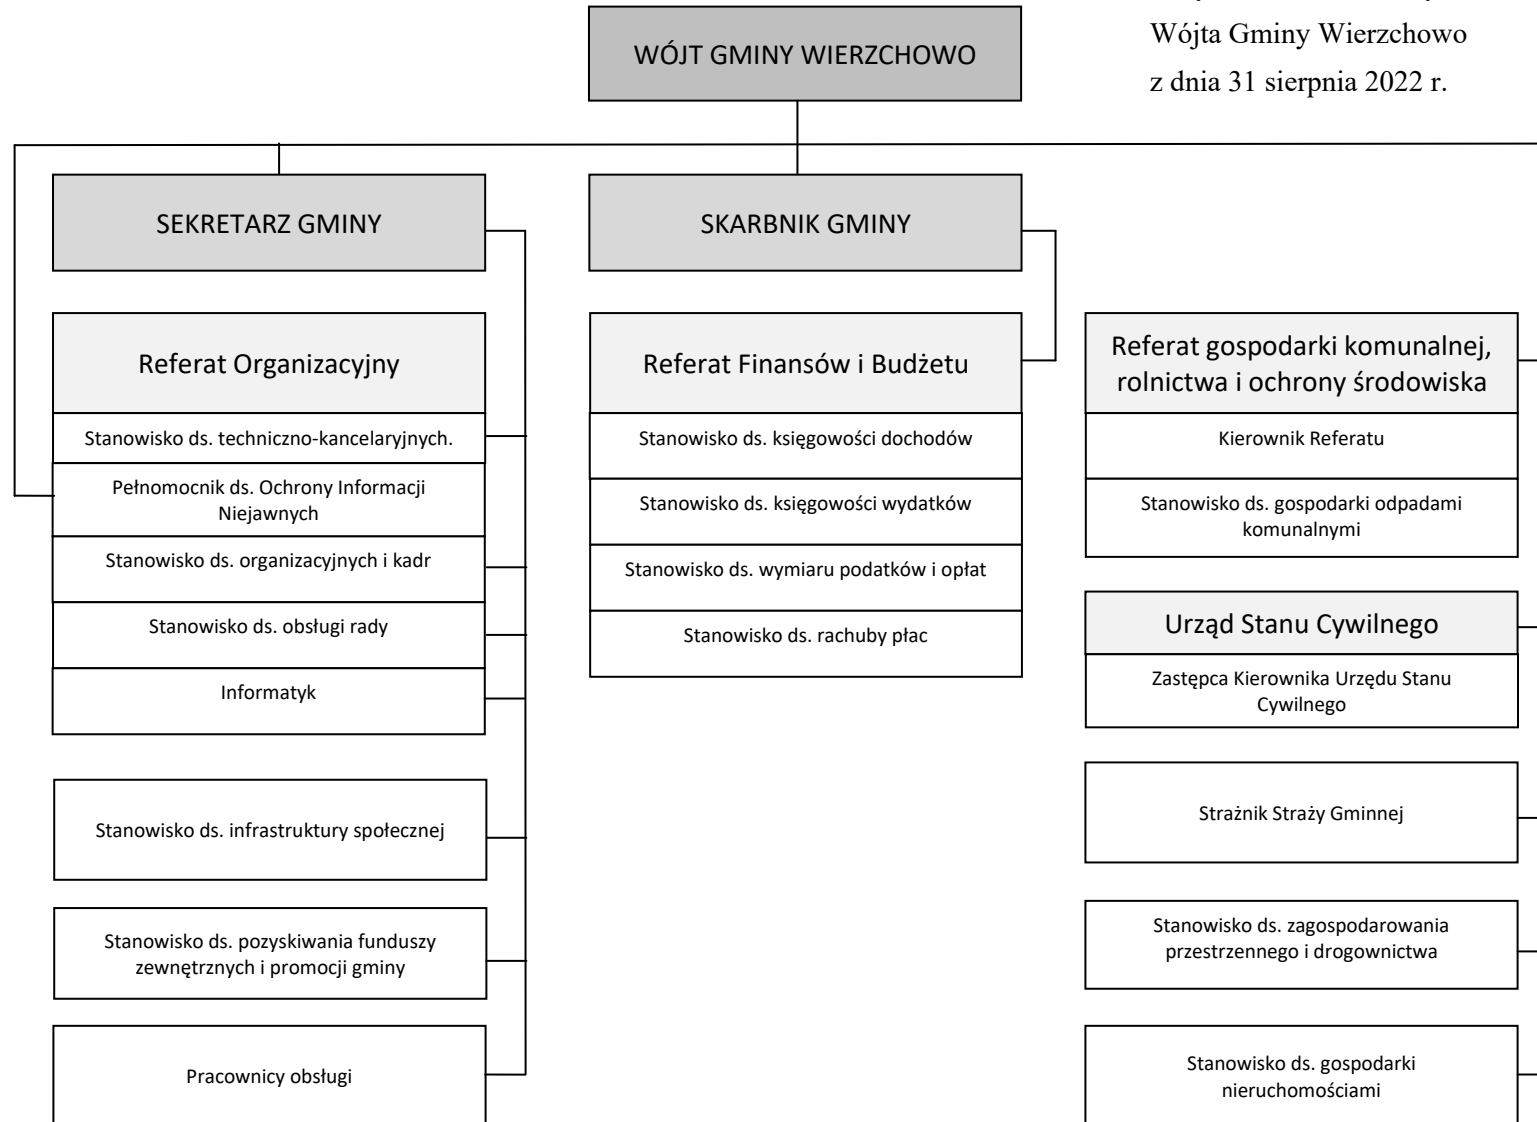 Wójta Gminy Wierzchowo
z dnia 31 sierpnia 2022 r.
WÓJT GMINY WIERZCHOWO
SEKRETARZ GMINY
SKARBNIK GMINY
Referat Organizacyjny
Stanowisko ds. techniczno-kancelaryjnych.
Pełnomocnik ds. Ochrony Informacji
Niejawnych
Stanowisko ds. organizacyjnych i kadr
Stanowisko ds. obsługi rady
Informatyk
Stanowisko ds. infrastruktury społecznej
Stanowisko ds. pozyskiwania funduszy
zewnętrznych i promocji gminy
Pracownicy obsługi
Referat Finansów i Budżetu
Stanowisko ds. księgowości dochodów
Stanowisko ds. księgowości wydatków
Stanowisko ds. wymiaru podatków i opłat
Stanowisko ds. rachuby płac
Referat gospodarki komunalnej,
rolnictwa i ochrony środowiska
Kierownik Referatu
Stanowisko ds. gospodarki odpadami
komunalnymi
Urząd Stanu Cywilnego
Zastępca Kierownika Urzędu Stanu
Cywilnego
Strażnik Straży Gminnej
Stanowisko ds. zagospodarowania
przestrzennego i drogownictwa
Stanowisko ds. gospodarki
nieruchomościami